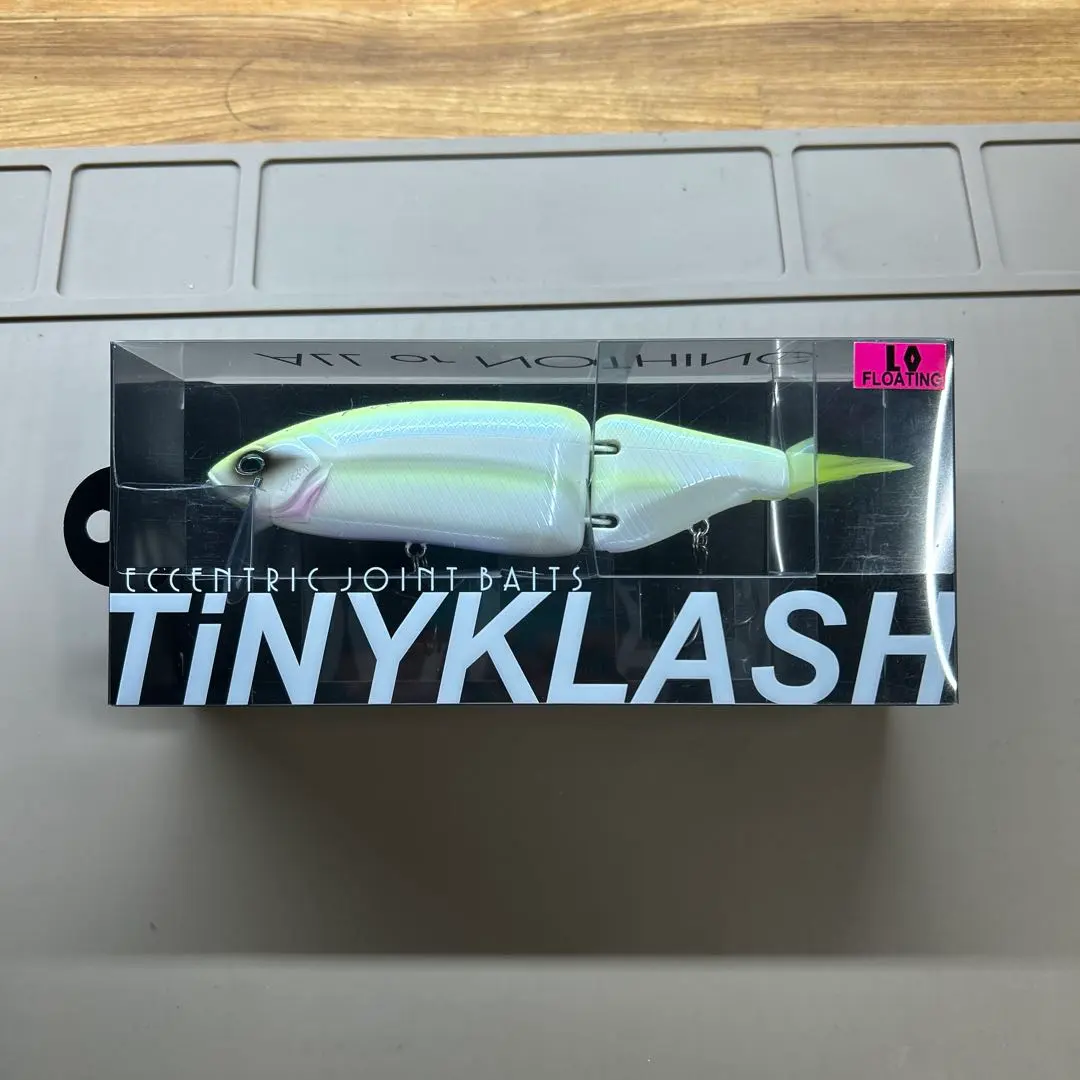 ALL OR NOTHING
LO
FLOATING
ECCENTRIC JOINT BAITS
TiNYKLASH